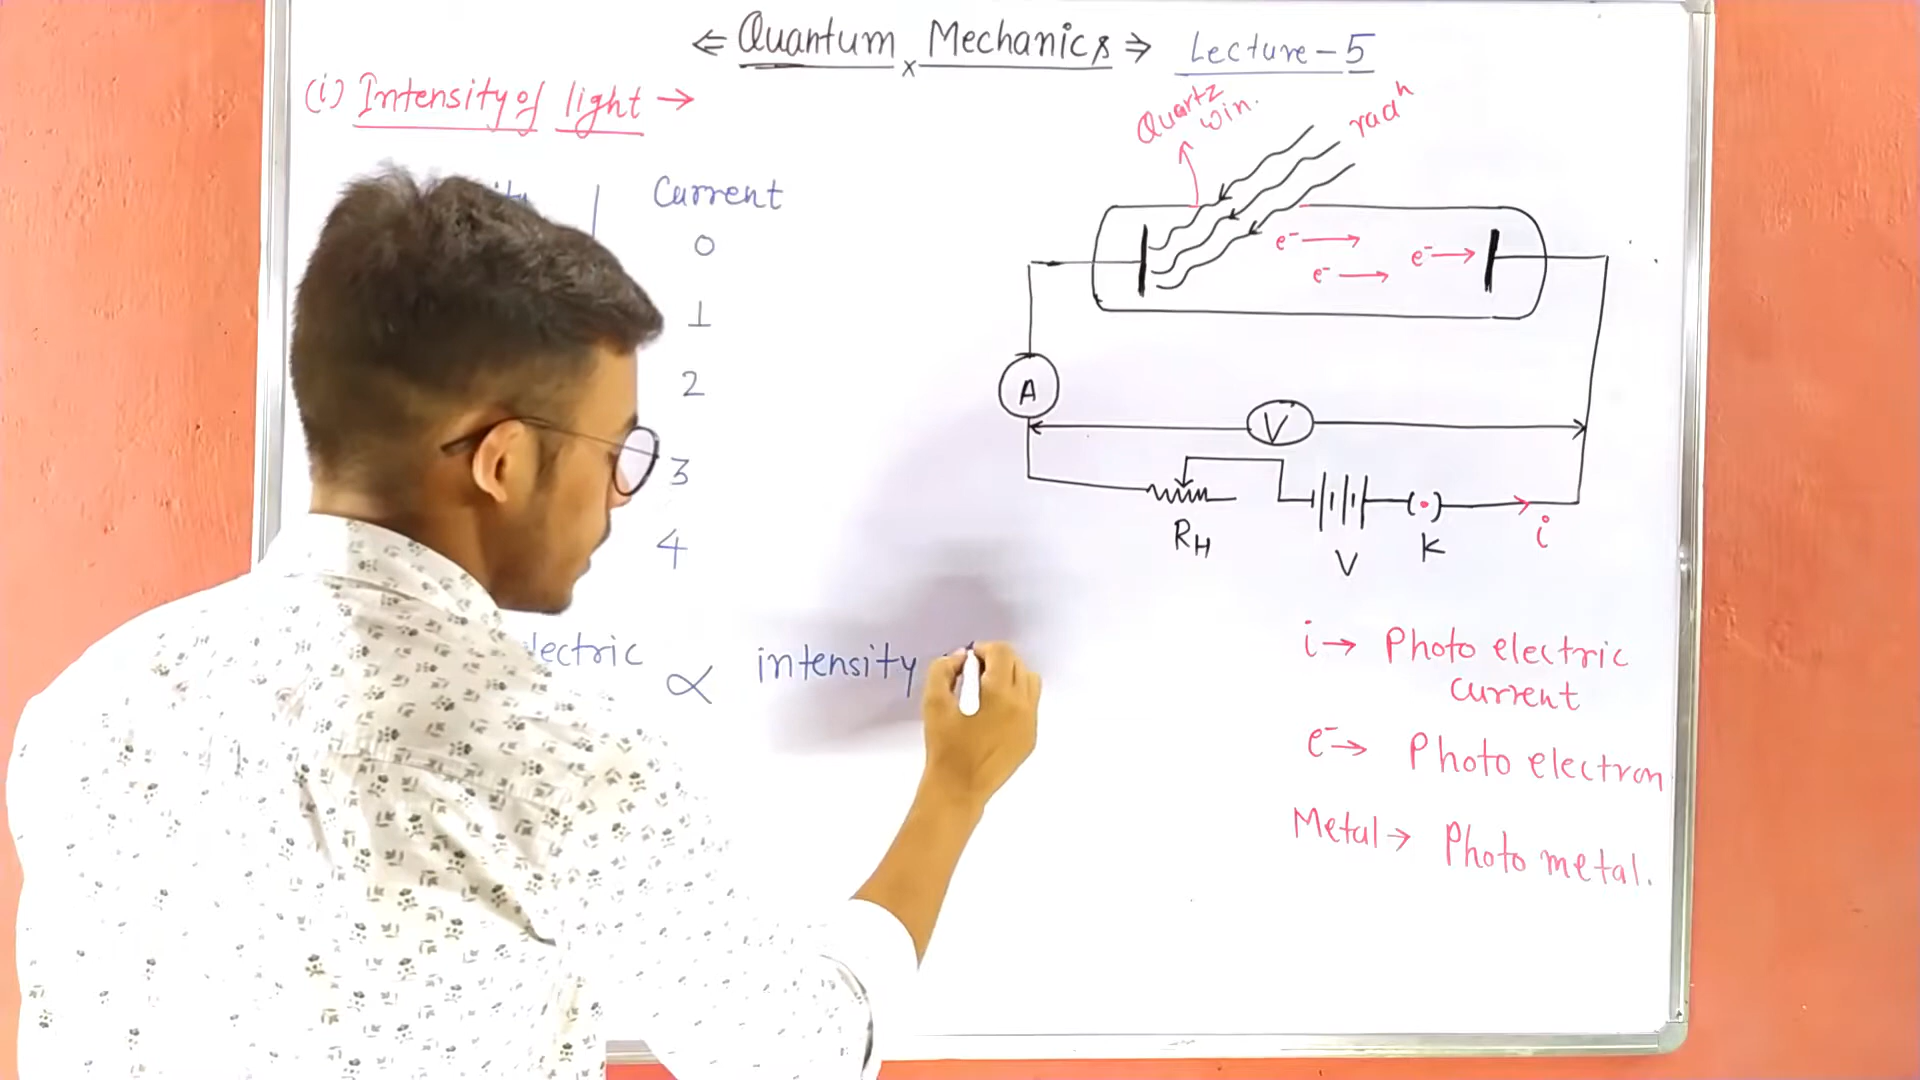 ⇐ Quantum Mechanics ⇒ Lecture-5
(i) Intensity of light →
Current
0
1
2
3
4
lectric ∝ intensity
Quartz
win.
radⁿ
e⁻ →
e⁻ →
e⁻ →
A
V
RH
V
K
i
i → Photo electric
current
e⁻→ Photo electron
Metal → Photo metal.